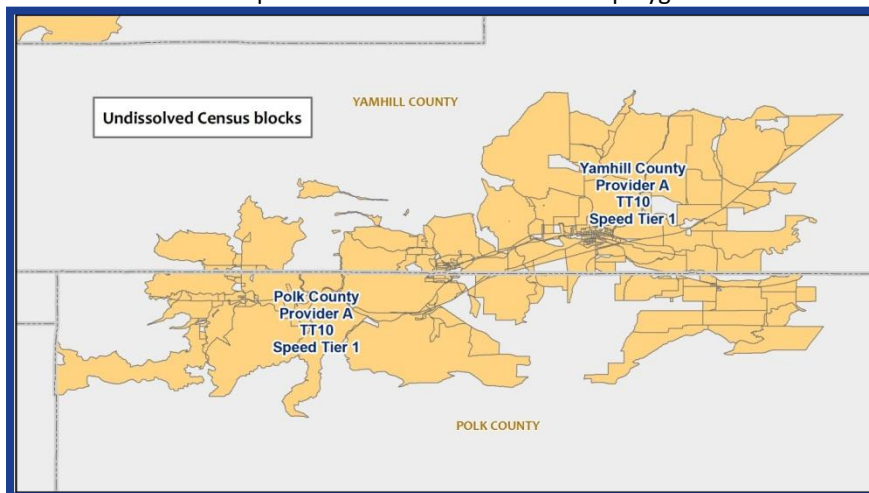 YAMHILL COUNTY
Undissolved Census blocks
Yamhill County
Provider A
TT10
Speed Tier 1
Polk County
Provider A
TT10
Speed Tier 1
POLK COUNTY